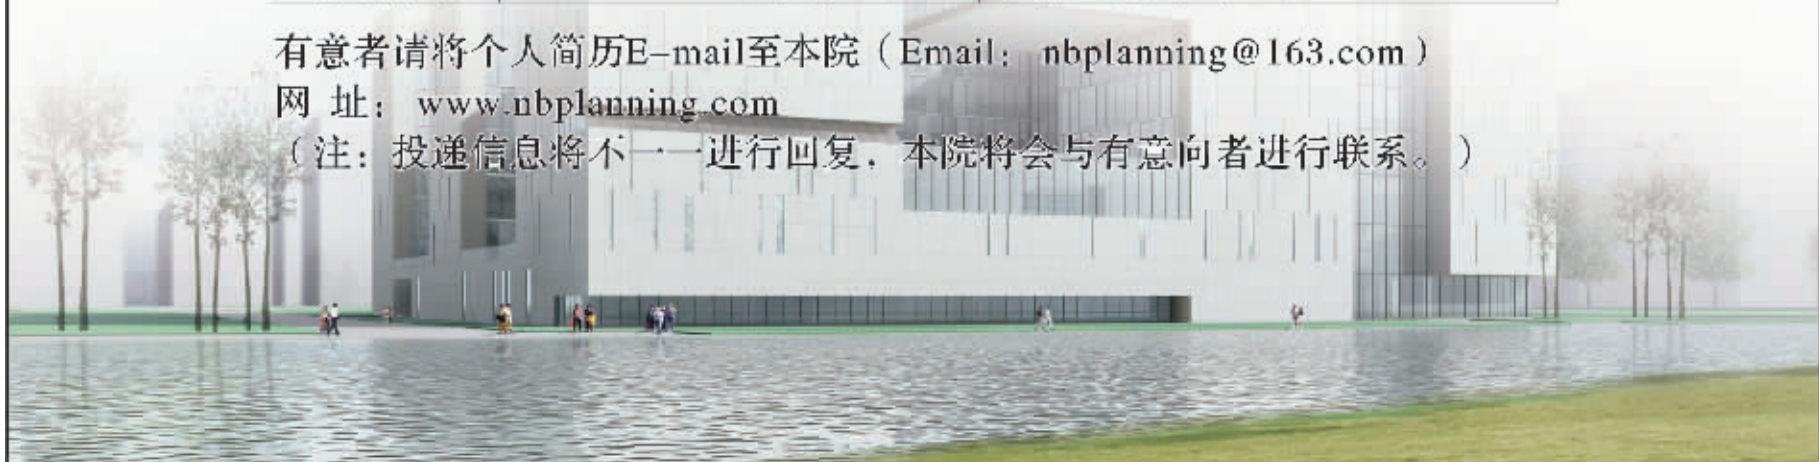 有意者请将个人简历E-mail至本院（Email： nbplanning@163.com）
网 址： www.nbplanning.com
（注：投递信息将不一一进行回复，本院将会与有意向者进行联系。）